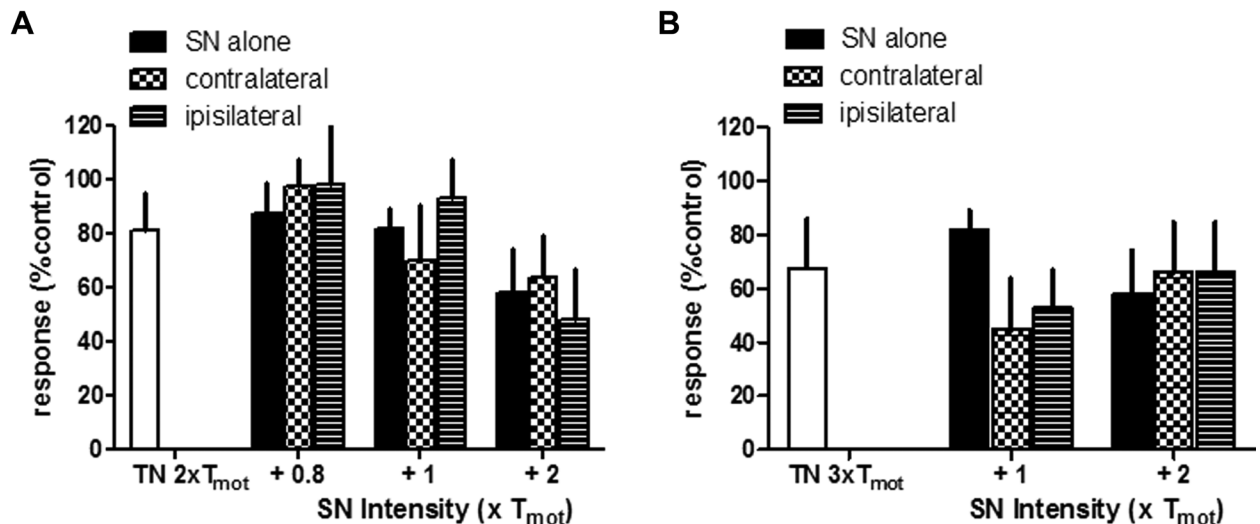 A
SN alone
contralateral
ipisilateral
response (%control)
120
100
80
60
40
20
0
TN 2xTmot
+ 0.8
+ 1
+ 2
SN Intensity (x Tmot)
B
SN alone
contralateral
ipisilateral
response (%control)
120
100
80
60
40
20
0
TN 3xTmot
+ 1
+ 2
SN Intensity (x Tmot)